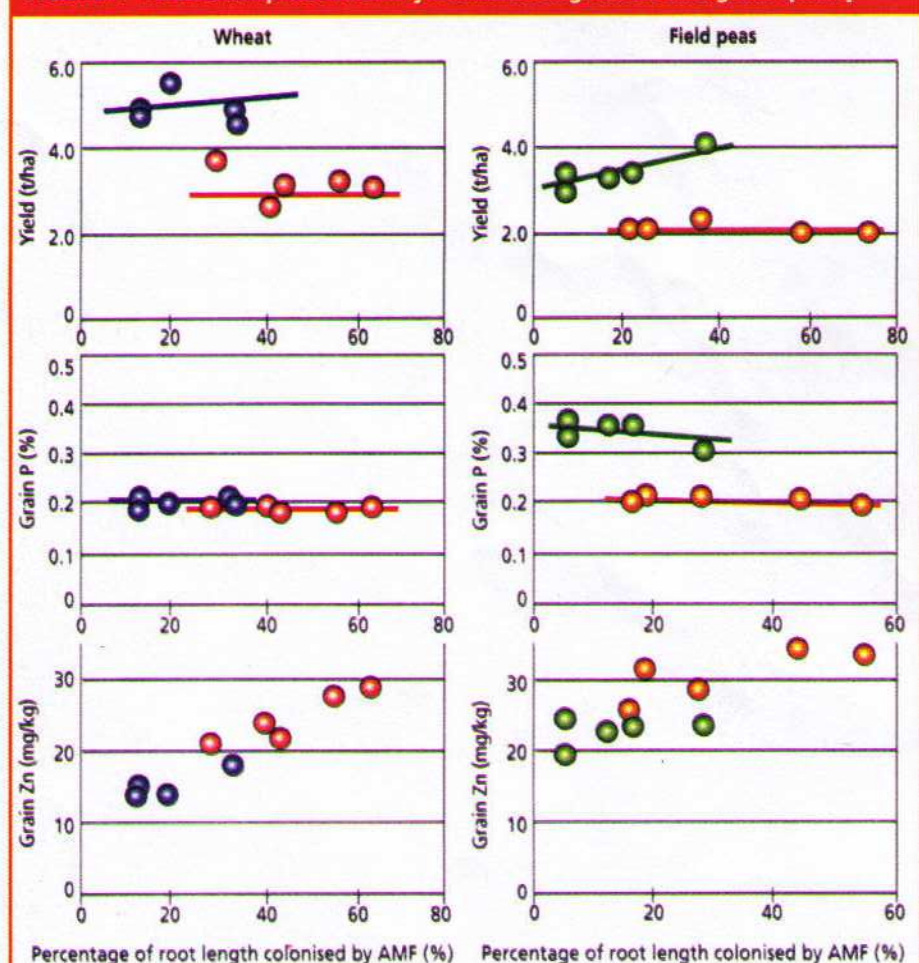 Wheat
Field peas
Yield (t/ha)
6.0
4.0
2.0
0
0 20 40 60 80
Yield (t/ha)
6.0
4.0
2.0
0
0 20 40 60 80
Grain P (%)
0.5
0.4
0.3
0.2
0.1
0
0 20 40 60 80
Grain P (%)
0.5
0.4
0.3
0.2
0.1
0
0 20 40 60
Grain Zn (mg/kg)
30
20
10
0
0 20 40 60 80
Grain Zn (mg/kg)
30
20
10
0
0 20 40 60
Percentage of root length colonised by AMF (%)
Percentage of root length colonised by AMF (%)